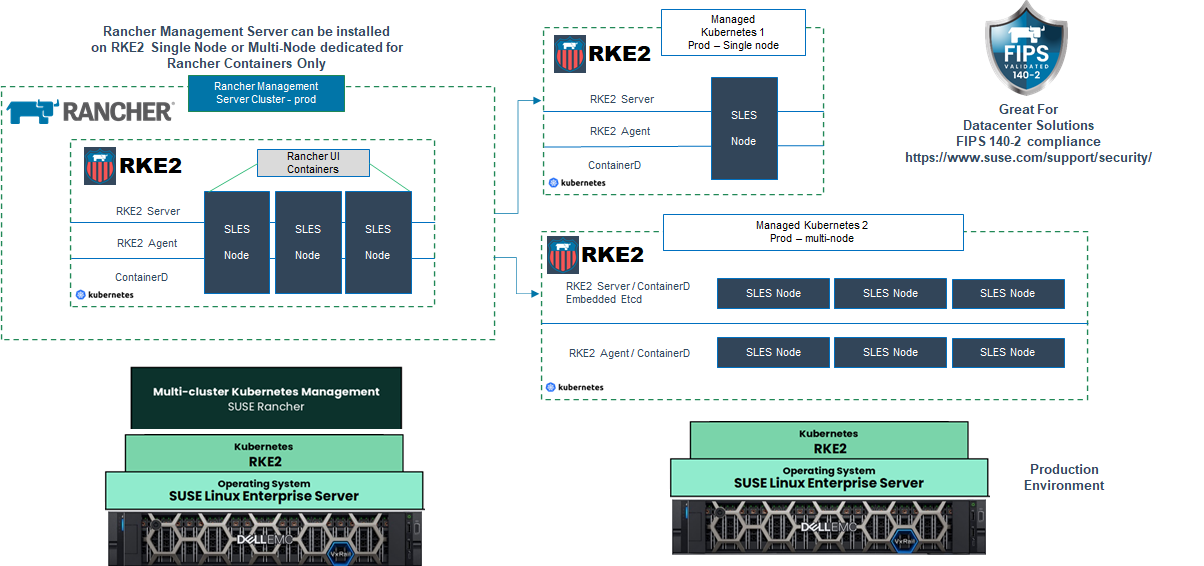 Rancher Management Server can be installed
on RKE2 Single Node or Multi-Node dedicated for
Rancher Containers Only
Rancher Management
Server Cluster - prod
RANCHER
RKE2
Rancher UI
Containers
RKE2 Server
RKE2 Agent
ContainerD
SLES
Node
SLES
Node
SLES
Node
kubernetes
Managed
Kubernetes 1
Prod – Single node
RKE2
RKE2 Server
RKE2 Agent
ContainerD
SLES
Node
kubernetes
FIPS
VALIDATED
140-2
Great For
Datacenter Solutions
FIPS 140-2 compliance
https://www.suse.com/support/security/
Managed Kubernetes 2
Prod – multi-node
RKE2
RKE2 Server / ContainerD
Embedded Etcd
SLES Node
SLES Node
SLES Node
RKE2 Agent / ContainerD
SLES Node
SLES Node
SLES Node
kubernetes
Multi-cluster Kubernetes Management
SUSE Rancher
Kubernetes
RKE2
Operating System
SUSE Linux Enterprise Server
DELLEMC
VxRail
Kubernetes
RKE2
Operating System
SUSE Linux Enterprise Server
DELLEMC
VxRail
Production
Environment